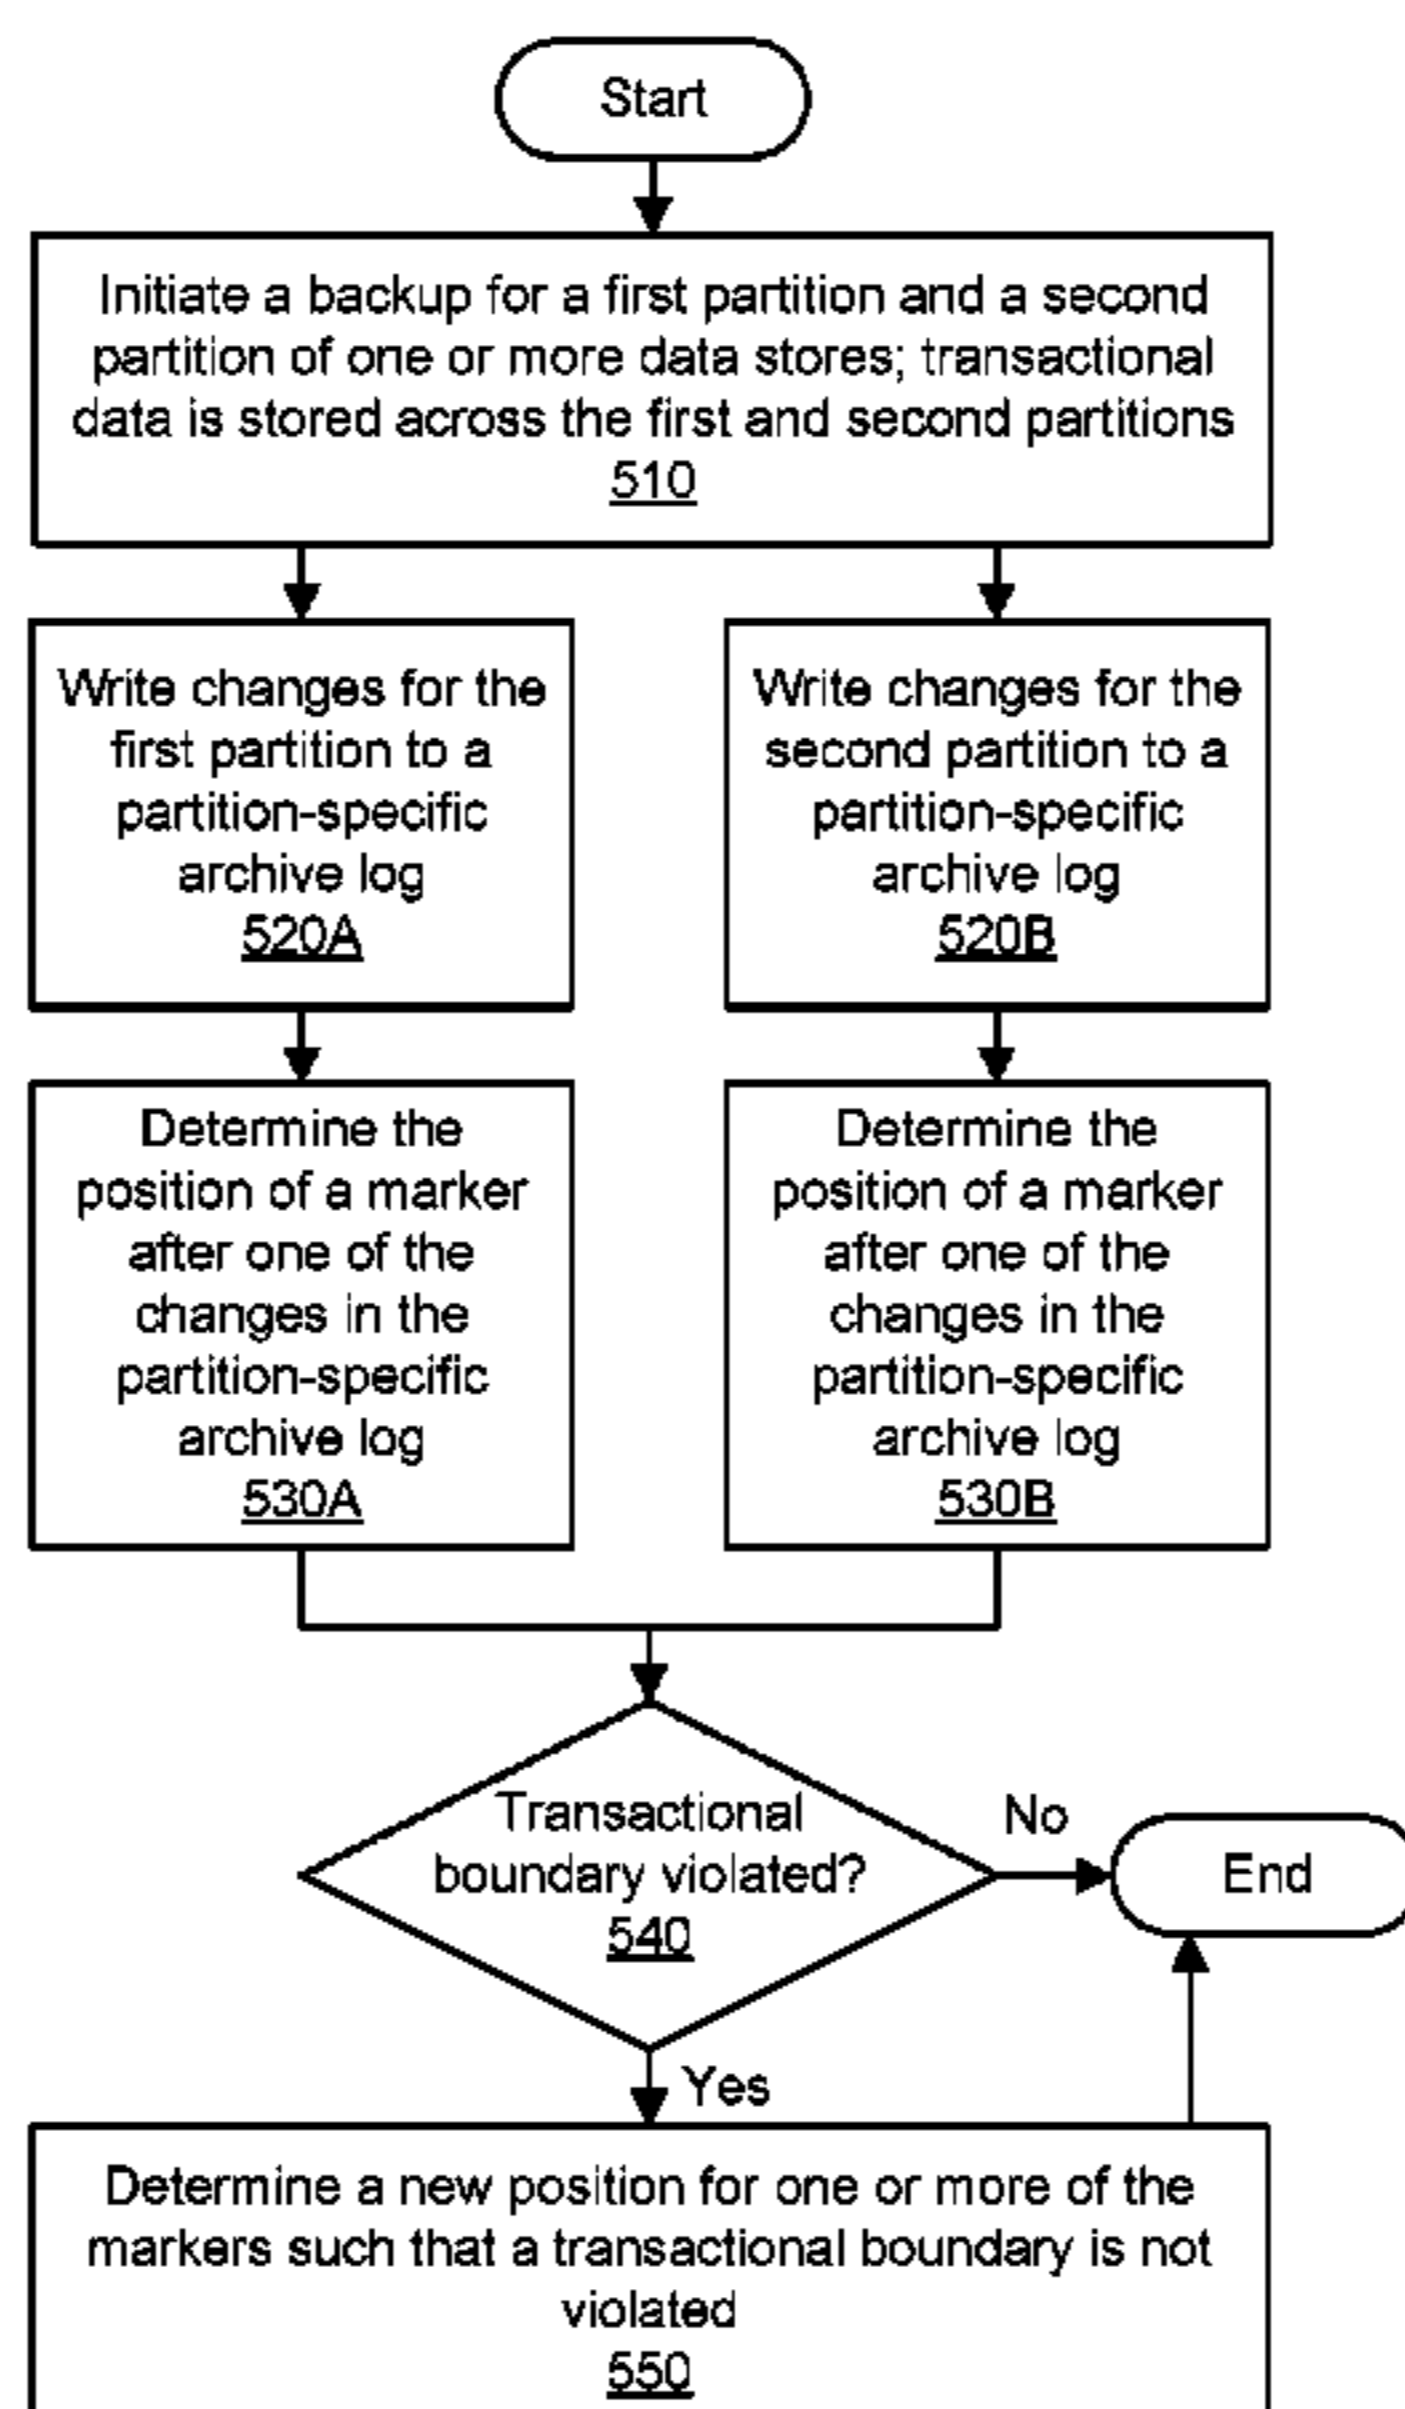 Start
Initiate a backup for a first partition and a second
partition of one or more data stores; transactional
data is stored across the first and second partitions
510
Write changes for the
first partition to a
partition-specific
archive log
520A
Write changes for the
second partition to a
partition-specific
archive log
520B
Determine the
position of a marker
after one of the
changes in the
partition-specific
archive log
530A
Determine the
position of a marker
after one of the
changes in the
partition-specific
archive log
530B
Transactional
boundary violated?
540
No
End
Yes
Determine a new position for one or more of the
markers such that a transactional boundary is not
violated
550